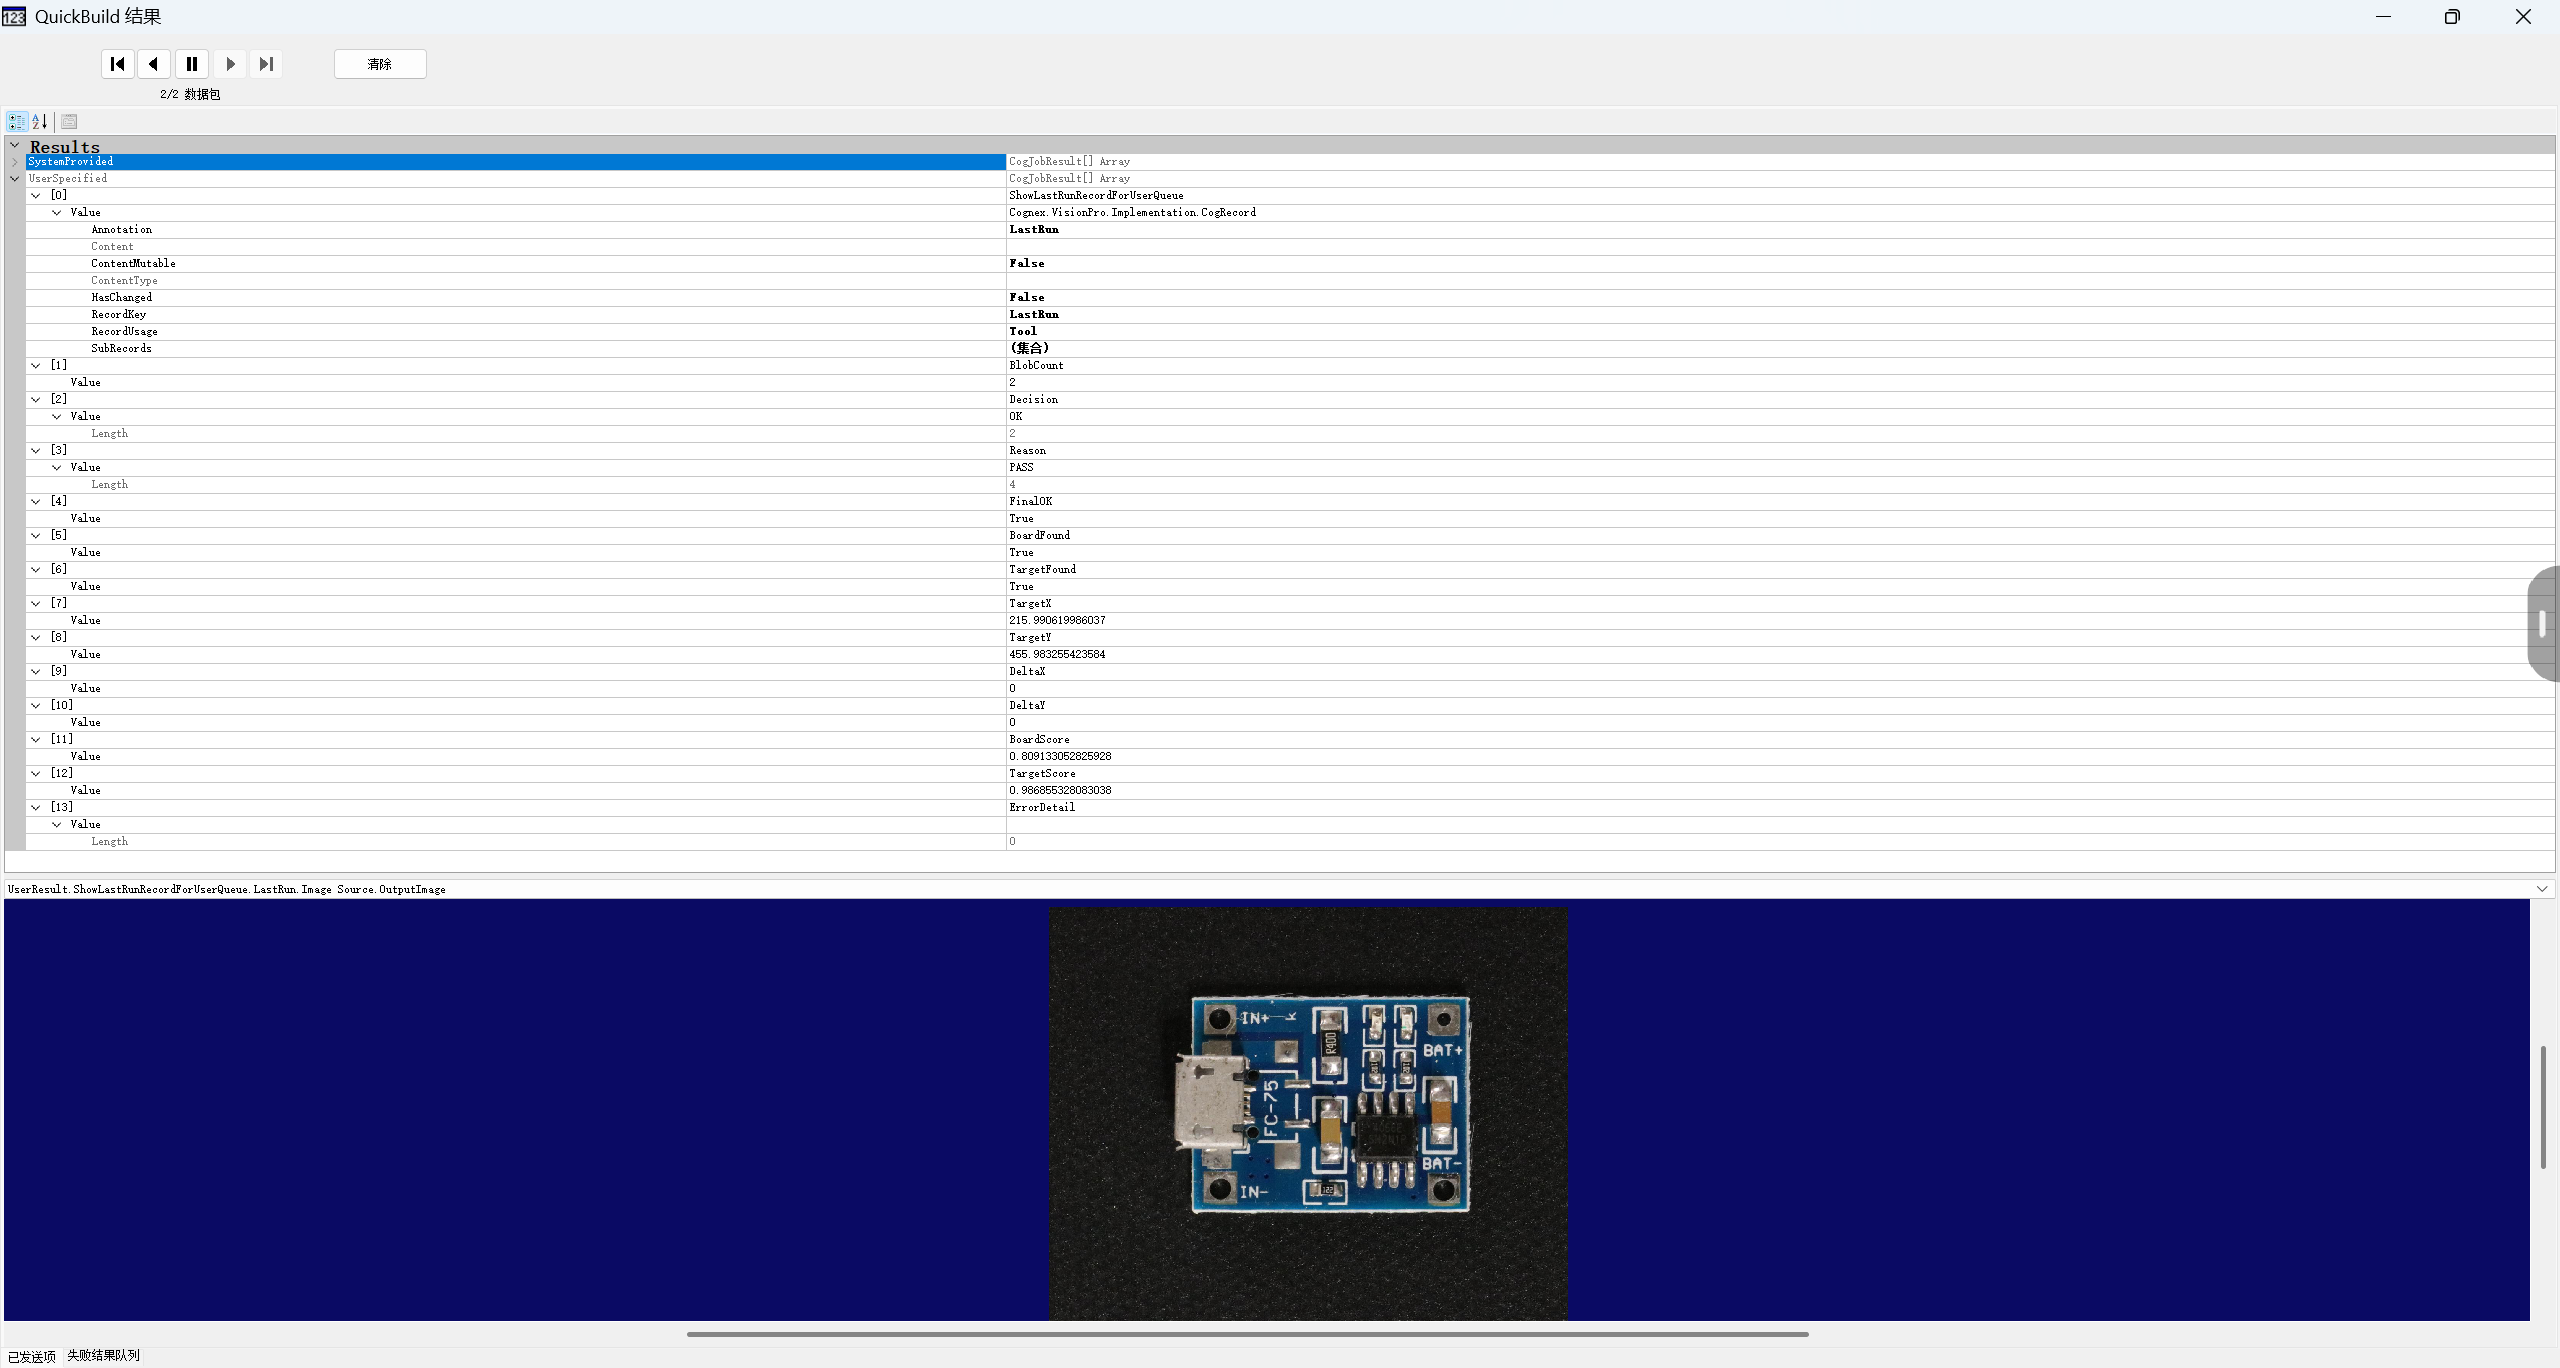 QuickBuild 结果
清除
2/2 数据包
Results
SystemProvided CogJobResult[] Array
UserSpecified CogJobResult[] Array
[0] ShowLastRunRecordForUserQueue
Value Cognex.VisionPro.Implementation.CogRecord
Annotation LastRun
Content
ContentMutable False
ContentType
HasChanged False
RecordKey LastRun
RecordUsage Tool
SubRecords (集合)
[1] BlobCount
Value 2
[2] Decision
Value OK
Length 2
[3] Reason
Value PASS
Length 4
[4] FinalOK
Value True
[5] BoardFound
Value True
[6] TargetFound
Value True
[7] TargetX
Value 215.990619986037
[8] TargetY
Value 455.983255423584
[9] DeltaX
Value 0
[10] DeltaY
Value 0
[11] BoardScore
Value 0.809133052825928
[12] TargetScore
Value 0.986855328083038
[13] ErrorDetail
Value
Length 0
UserResult.ShowLastRunRecordForUserQueue.LastRun.Image Source.OutputImage
IN+ K
R400
BAT+
FC-75
BAT-
IN-
122
已发送项 失败结果队列